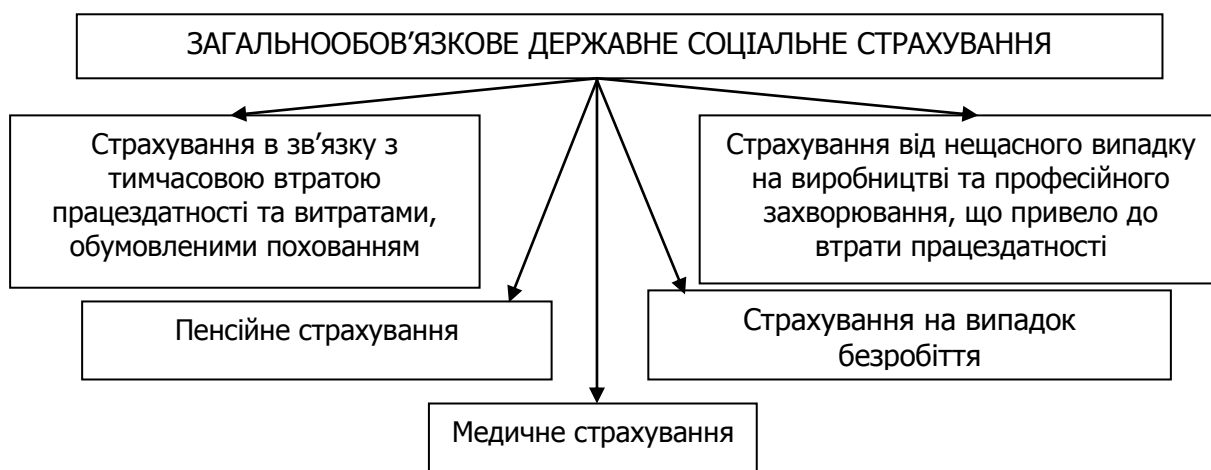 ЗАГАЛЬНООБОВ’ЯЗКОВЕ ДЕРЖАВНЕ СОЦІАЛЬНЕ СТРАХУВАННЯ
Страхування в зв’язку з
тимчасовою втратою
працездатності та витратами,
обумовленими похованням
Страхування від нещасного випадку
на виробництві та професійного
захворювання, що привело до
втрати працездатності
Пенсійне страхування
Страхування на випадок
безробіття
Медичне страхування